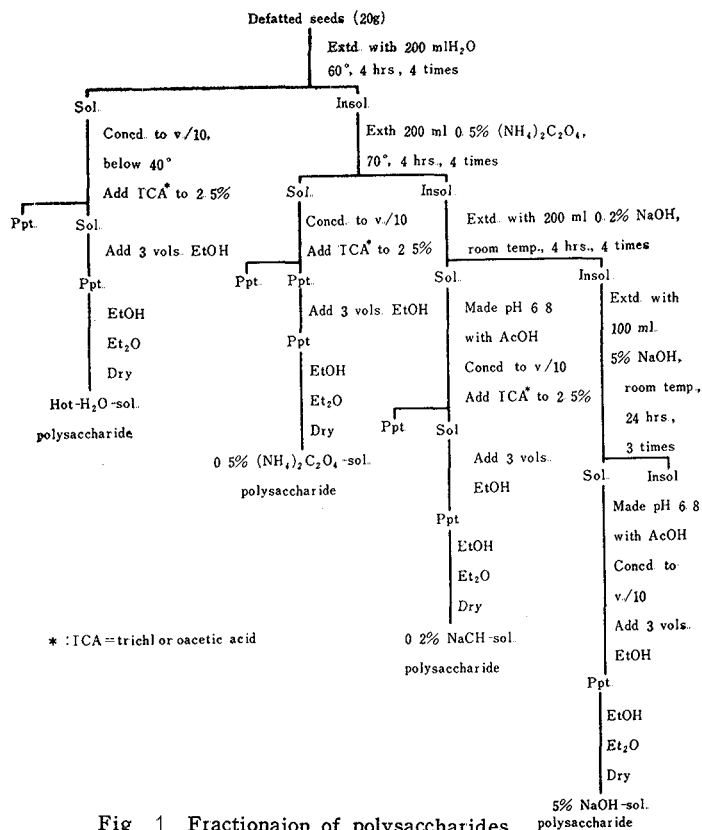 Defatted seeds (20g)
Extd. with 200 mlH₂O
60°, 4 hrs., 4 times
Sol.
Insol.
Concd. to v./10,
below 40°
Add TCA* to 2.5%
Ppt.
Sol.
Add 3 vols. EtOH
Ppt.
EtOH
Et₂O
Dry
Hot-H₂O-sol.
polysaccharide
Exth 200 ml 0.5% (NH₄)₂C₂O₄,
70°, 4 hrs., 4 times
Sol.
Insol.
Concd. to v/10
Add TCA* to 2 5%
Ppt.
Ppt.
Add 3 vols. EtOH
Ppt
EtOH
Et₂O
Dry
0 5% (NH₄)₂C₂O₄-sol.
polysaccharide
Extd. with 200 ml 0.2% NaOH,
room temp., 4 hrs., 4 times
Sol.
Insol.
Made pH 6 8
with AcOH
Concd. to v/10
Add TCA* to 2 5%
Ppt
Sol
Add 3 vols.
EtOH
Ppt
EtOH
Et₂O
Dry
0 2% NaCH-sol.
polysaccharide
Extd. with
100 ml.
5% NaOH,
room temp.,
24 hrs.,
3 times
Sol.
Insol
Made pH 6 8
with AcOH
Concd. to
v./10
Add 3 vols.
EtOH
Ppt.
EtOH
Et₂O
Dry
5% NaOH-sol.
polysaccharide
* :TCA=trichl or oacetic acid
Fig 1 Fractionaion of polysaccharides